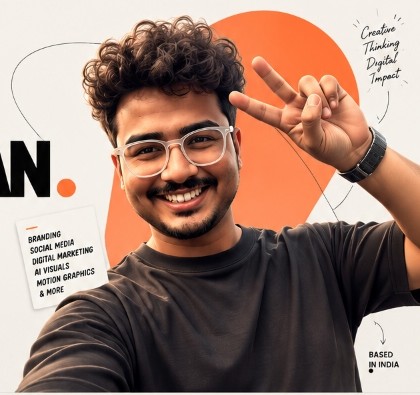 Creative
Thinking
Digital
Impact
AN.
BRANDING
SOCIAL MEDIA
DIGITAL MARKETING
AI VISUALS
MOTION GRAPHICS
& MORE
BASED
IN INDIA